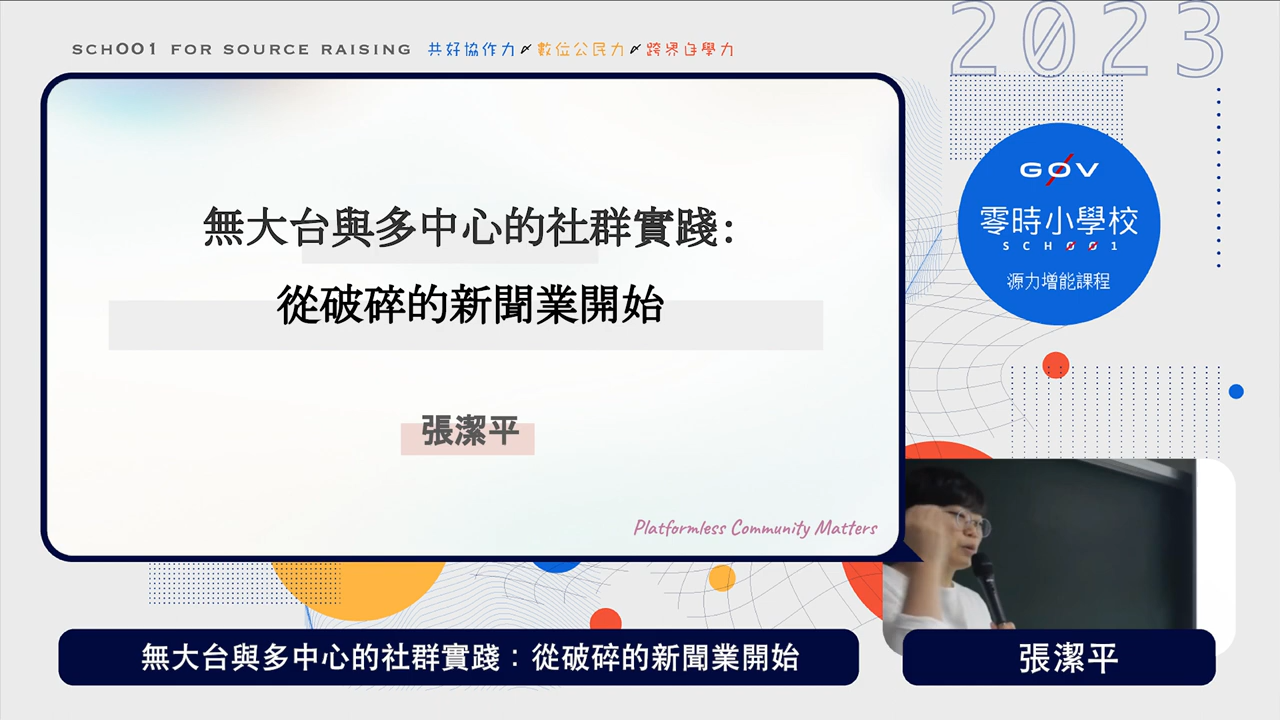 SCHOO1 FOR SOURCE RAISING 共好協作力 數位公民力 跨界自學力
2023
無大台與多中心的社群實踐:
從破碎的新聞業開始
張潔平
Platformless Community Matters
G0V
零時小學校
SCH001
源力增能課程
無大台與多中心的社群實踐：從破碎的新聞業開始
張潔平